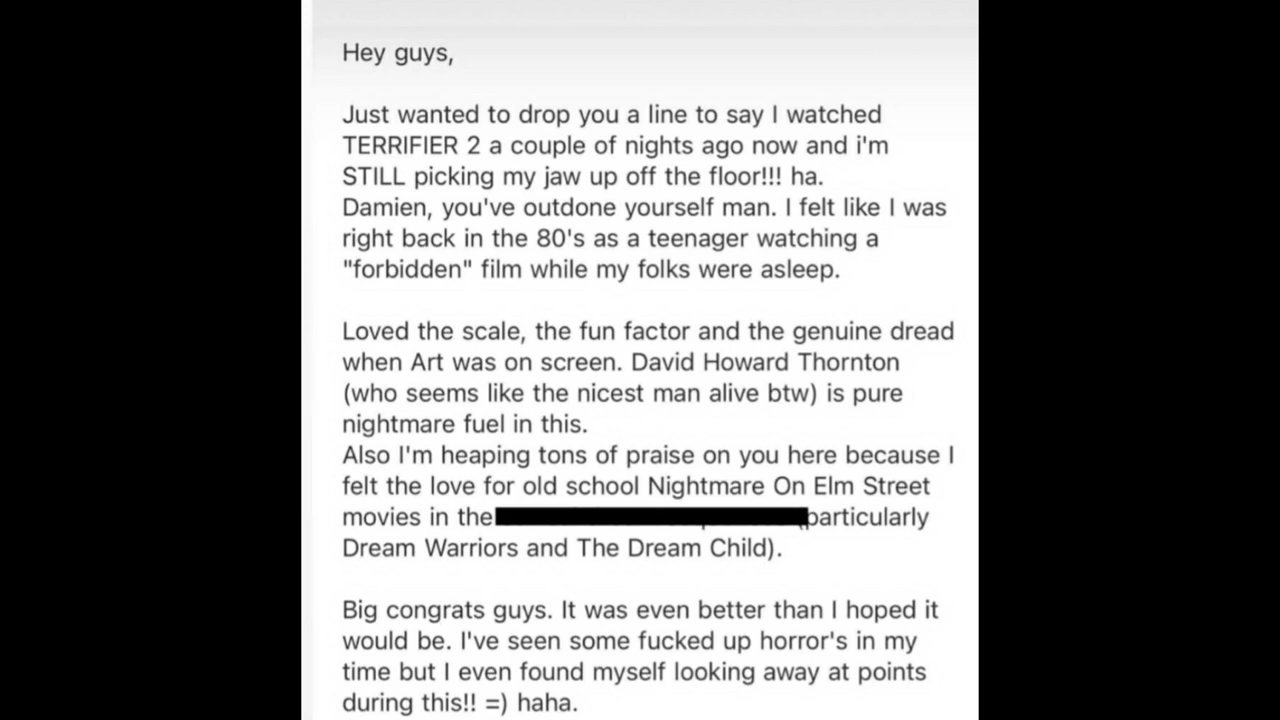 Hey guys,
Just wanted to drop you a line to say I watched
TERRIFIER 2 a couple of nights ago now and i'm
STILL picking my jaw up off the floor!!! ha.
Damien, you've outdone yourself man. I felt like I was
right back in the 80's as a teenager watching a
"forbidden" film while my folks were asleep.
Loved the scale, the fun factor and the genuine dread
when Art was on screen. David Howard Thornton
(who seems like the nicest man alive btw) is pure
nightmare fuel in this.
Also I'm heaping tons of praise on you here because I
felt the love for old school Nightmare On Elm Street
movies in the particularly
Dream Warriors and The Dream Child).
Big congrats guys. It was even better than I hoped it
would be. I've seen some fucked up horror's in my
time but I even found myself looking away at points
during this!! =) haha.